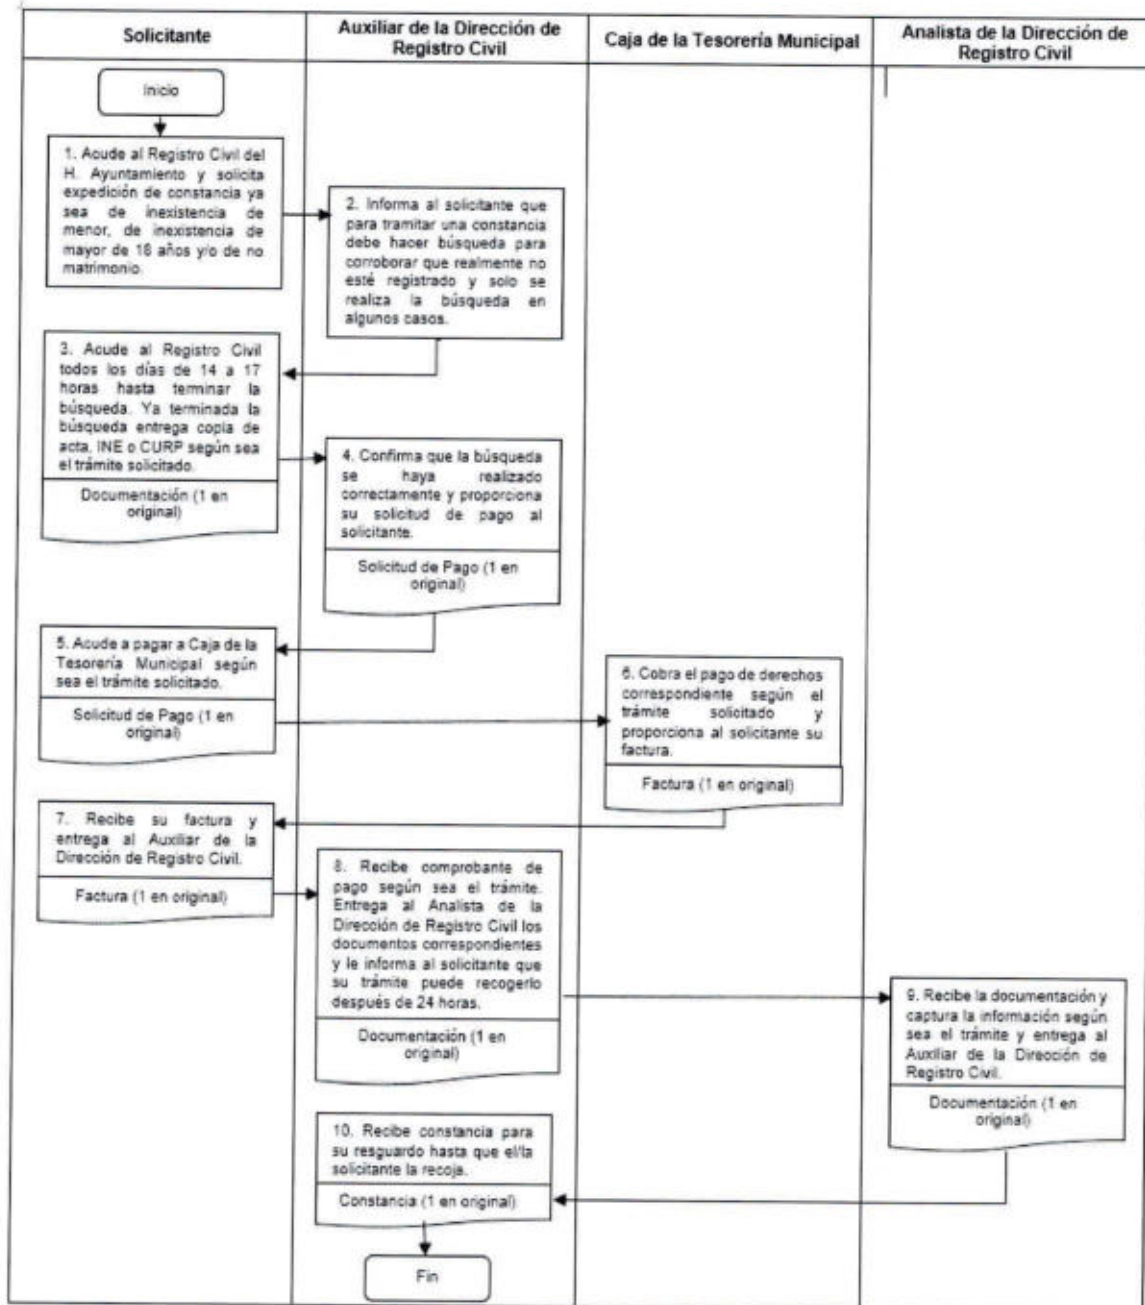 Solicitante
Auxiliar de la Dirección de
Registro Civil
Caja de la Tesorería Municipal
Analista de la Dirección de
Registro Civil
Inicio
1. Acude al Registro Civil del
H. Ayuntamiento y solicita
expedición de constancia ya
sea de inexistencia de
menor, de inexistencia de
mayor de 18 años y/o de no
matrimonio.
2. Informa al solicitante que
para tramitar una constancia
debe hacer búsqueda para
corroborar que realmente no
esté registrado y solo se
realiza la búsqueda en
algunos casos.
3. Acude al Registro Civil
todos los días de 14 a 17
horas hasta terminar la
búsqueda. Ya terminada la
búsqueda entrega copia de
acta, INE o CURP según sea
el trámite solicitado.
Documentación (1 en
original)
4. Confirma que la búsqueda
se haya realizado
correctamente y proporciona
su solicitud de pago al
solicitante.
Solicitud de Pago (1 en
original)
5. Acude a pagar a Caja de la
Tesorería Municipal según
sea el trámite solicitado.
Solicitud de Pago (1 en
original)
6. Cobra el pago de derechos
correspondiente según el
trámite solicitado y
proporciona al solicitante su
factura.
Factura (1 en original)
7. Recibe su factura y
entrega al Auxiliar de la
Dirección de Registro Civil.
Factura (1 en original)
8. Recibe comprobante de
pago según sea el trámite.
Entrega al Analista de la
Dirección de Registro Civil los
documentos correspondientes
y le informa al solicitante que
su trámite puede recogerlo
después de 24 horas.
Documentación (1 en
original)
9. Recibe la documentación y
captura la información según
sea el trámite y entrega al
Auxiliar de la Dirección de
Registro Civil.
Documentación (1 en
original)
10. Recibe constancia para
su resguardo hasta que el/la
solicitante la recoja.
Constancia (1 en original)
Fin